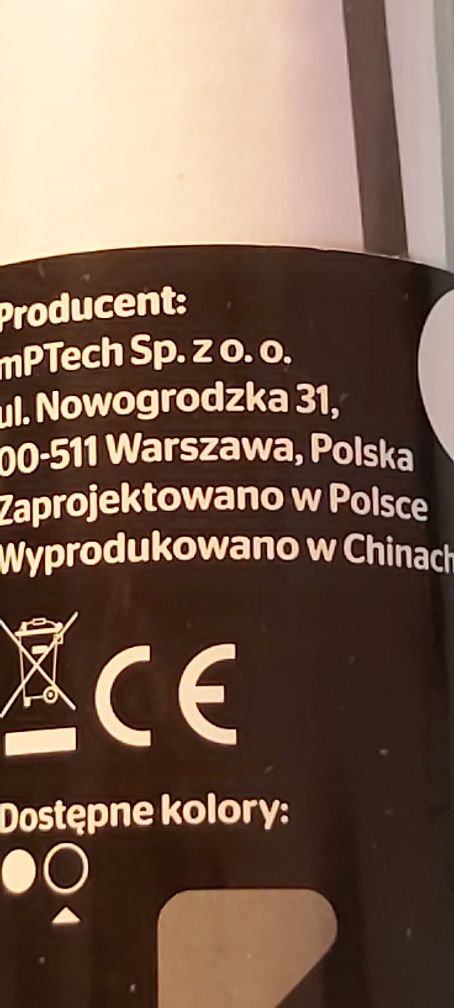 Producent:
mPTech Sp. z o. o.
ul. Nowogrodzka 31,
00-511 Warszawa, Polska
Zaprojektowano w Polsce
Wyprodukowano w Chinach
CE
Dostępne kolory: